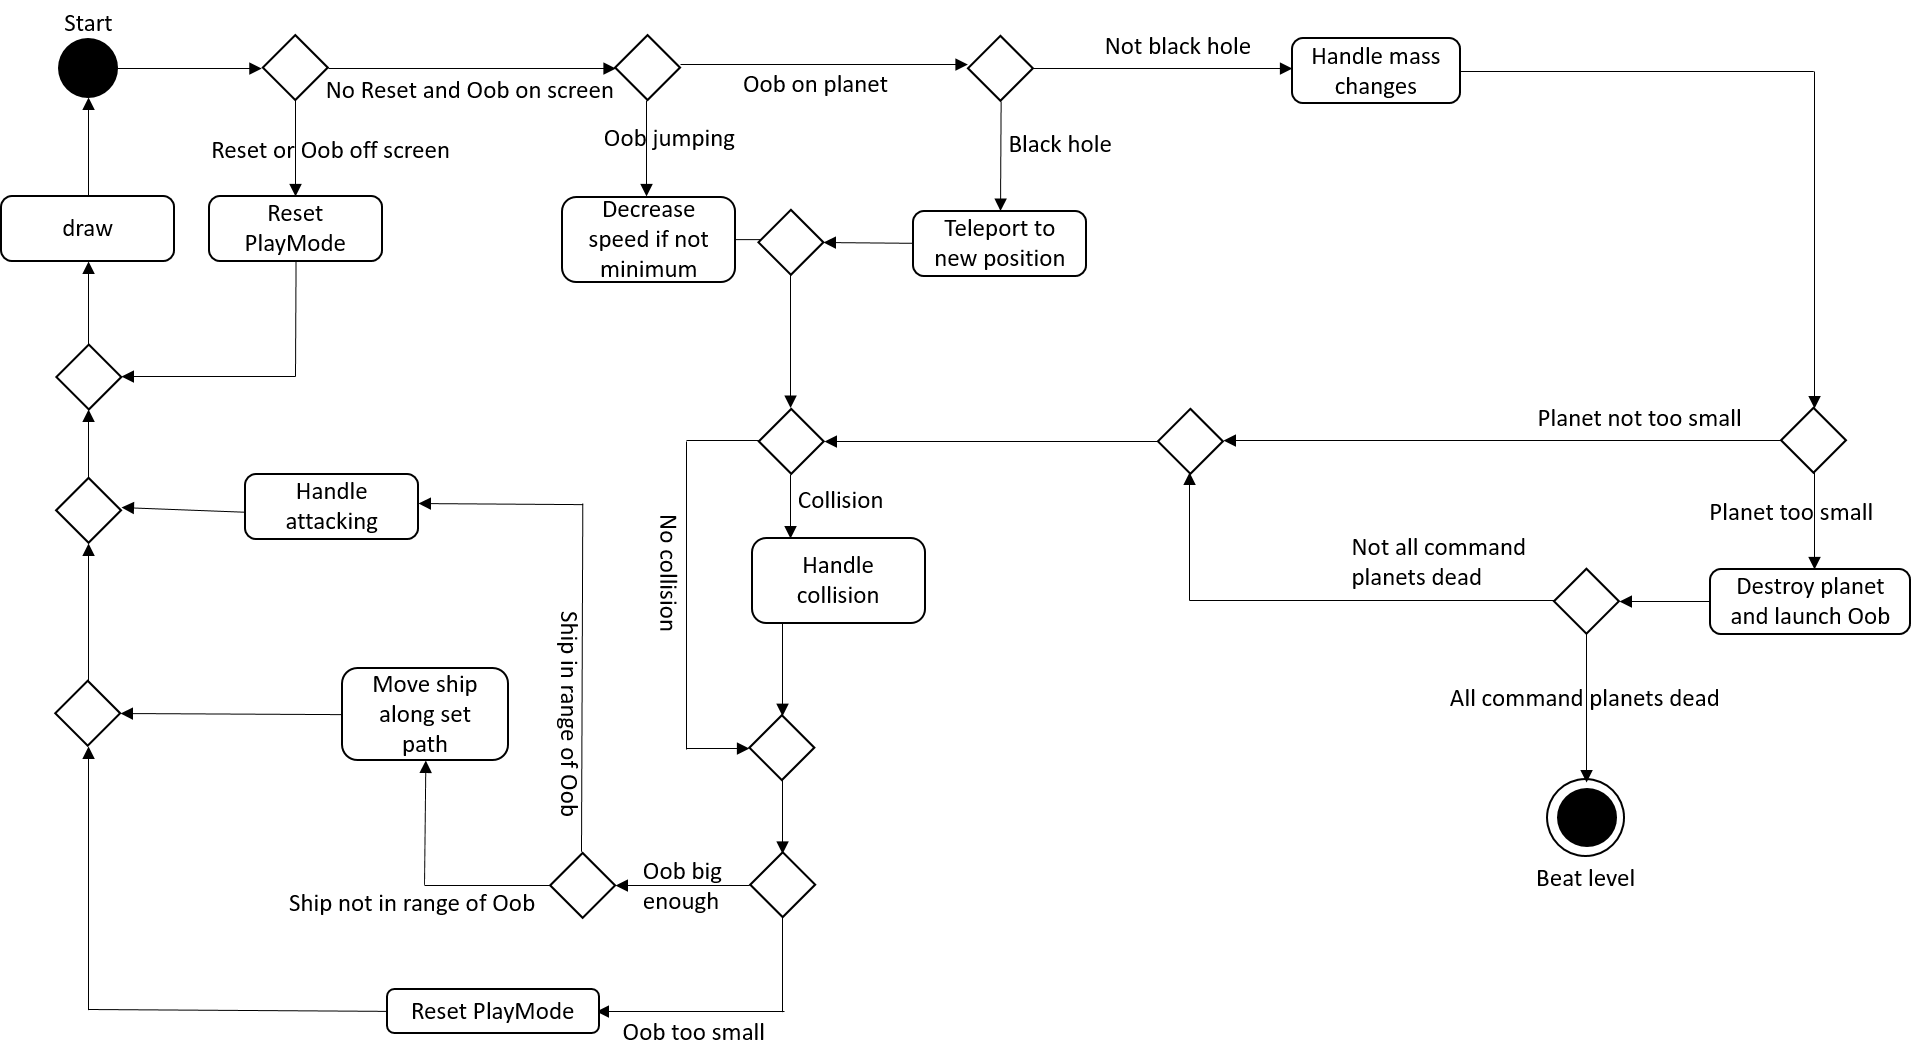 Start
No Reset and Oob on screen
Oob on planet
Not black hole
Handle mass
changes
Reset or Oob off screen
Oob jumping
Black hole
draw
Reset
PlayMode
Decrease
speed if not
minimum
Teleport to
new position
Planet not too small
Planet too small
Handle
attacking
Collision
No collision
Handle
collision
Not all command
planets dead
Destroy planet
and launch Oob
Ship in range of Oob
Move ship
along set
path
All command planets dead
Beat level
Oob big
enough
Ship not in range of Oob
Reset PlayMode
Oob too small